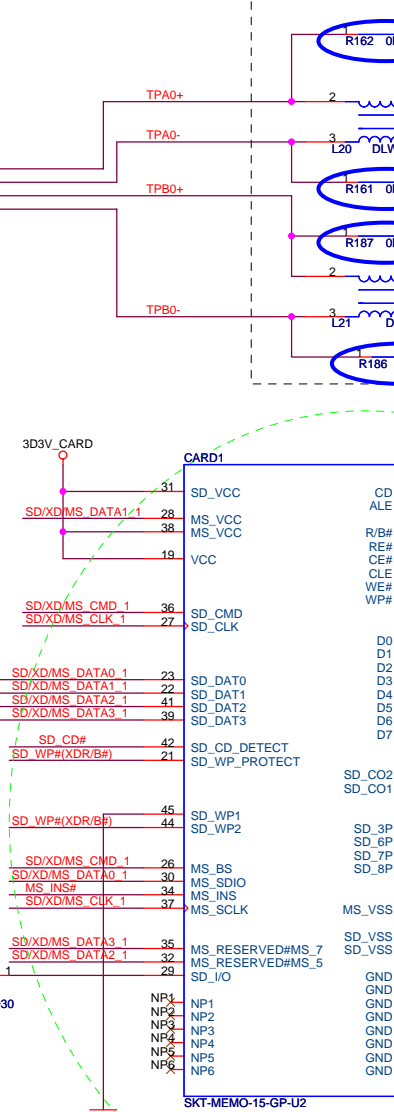 R162 0
TPA0+
2
TPA0-
3
L20 DLW
R161 0
TPB0+
R187 0
2
TPB0-
3
L21 D
R186
3D3V_CARD
CARD1
31 SD_VCC CD
ALE
SD/XD/MS_DATA1_1 28 MS_VCC
38 MS_VCC R/B#
RE#
19 VCC CE#
CLE
WE#
WP#
SD/XD/MS_CMD_1 36 SD_CMD
SD/XD/MS_CLK_1 27 SD_CLK
D0
D1
SD/XD/MS_DATA0_1 23 SD_DAT0 D2
SD/XD/MS_DATA1_1 22 SD_DAT1 D3
SD/XD/MS_DATA2_1 41 SD_DAT2 D4
SD/XD/MS_DATA3_1 39 SD_DAT3 D5
D6
D7
SD_CD# 42 SD_CD_DETECT
SD_WP#(XDR/B#) 21 SD_WP_PROTECT
SD_CO2
SD_CO1
45 SD_WP1
SD_WP#(XDR/B#) 44 SD_WP2 SD_3P
SD_6P
SD_7P
SD/XD/MS_CMD_1 26 MS_BS SD_8P
SD/XD/MS_DATA0_1 30 MS_SDIO
MS_INS# 34 MS_INS
SD/XD/MS_CLK_1 37 MS_SCLK MS_VSS
SD_VSS
SD/XD/MS_DATA3_1 35 MS_RESERVED#MS_7 SD_VSS
SD/XD/MS_DATA2_1 32 MS_RESERVED#MS_5
1 29 SD_I/O GND
GND
030 NP1 NP1 GND
NP2 NP2 GND
NP3 NP3 GND
NP4 NP4 GND
NP5 NP5 GND
NP6 NP6 GND
SKT-MEMO-15-GP-U2